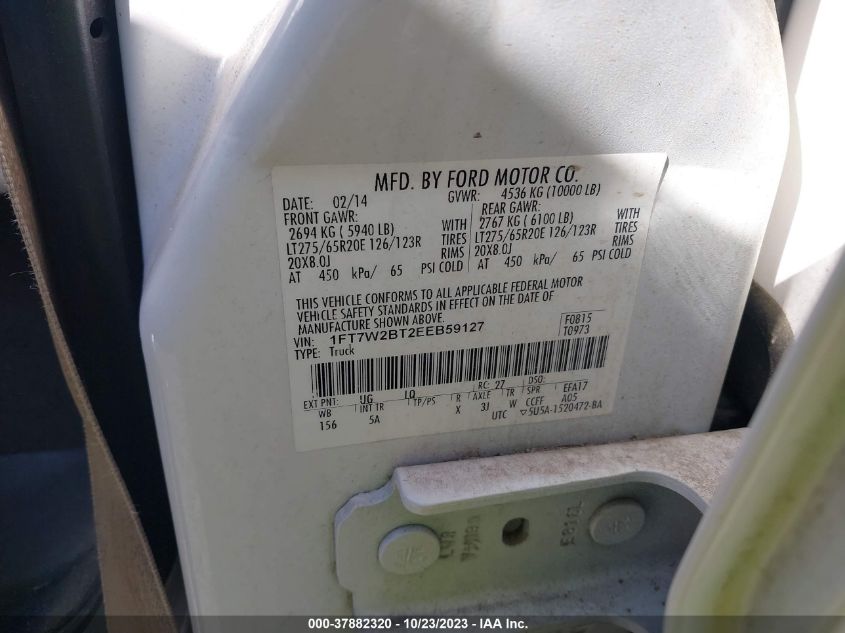 MFD. BY FORD MOTOR CO.
DATE: 02/14 GVWR: 4536 KG (10000 LB)
FRONT GAWR: REAR GAWR:
2694 KG ( 5940 LB) WITH 2767 KG ( 6100 LB) WITH
LT275/65R20E 126/123R TIRES LT275/65R20E 126/123R TIRES
20X8.0J RIMS 20X8.0J RIMS
AT 450 kPa/ 65 PSI COLD AT 450 kPa/ 65 PSI COLD
THIS VEHICLE CONFORMS TO ALL APPLICABLE FEDERAL MOTOR
VEHICLE SAFETY STANDARDS IN EFFECT ON THE DATE OF
MANUFACTURE SHOWN ABOVE.
VIN: 1FT7W2BT2EEB59127 F0815
TYPE: Truck T0973
EXT PNT: UG RC: 27 DSO:
WB INT TR TP/PS R AXLE TR SPR EFA17
156 5A X 3J W CCFF A05
UTC ▽5U5A-1520472-BA
000-37882320 - 10/23/2023 - IAA Inc.